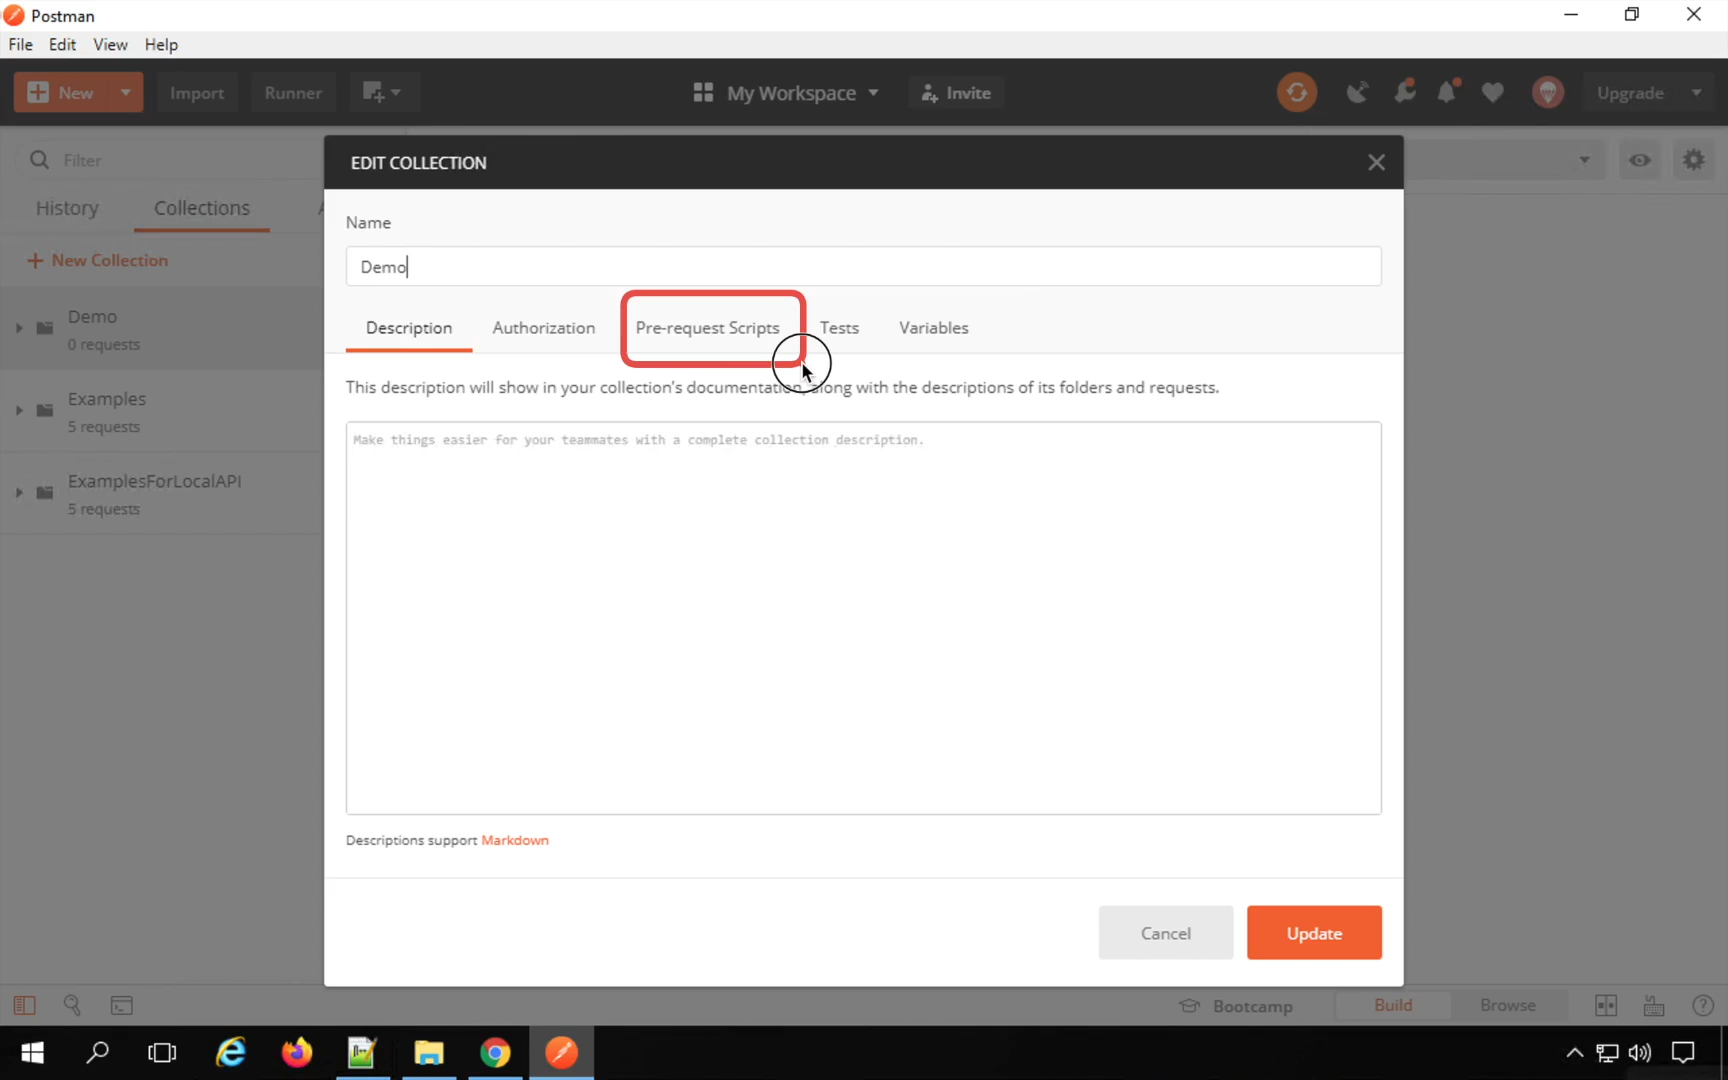 Postman
File Edit View Help
New Import Runner My Workspace Invite Upgrade
Filter
History Collections
New Collection
Demo
0 requests
Examples
5 requests
ExamplesForLocalAPI
5 requests
EDIT COLLECTION
Name
Demo
Description Authorization Pre-request Scripts Tests Variables
This description will show in your collection's documentation, along with the descriptions of its folders and requests.
Make things easier for your teammates with a complete collection description.
Descriptions support Markdown
Cancel Update
Bootcamp Build Browse